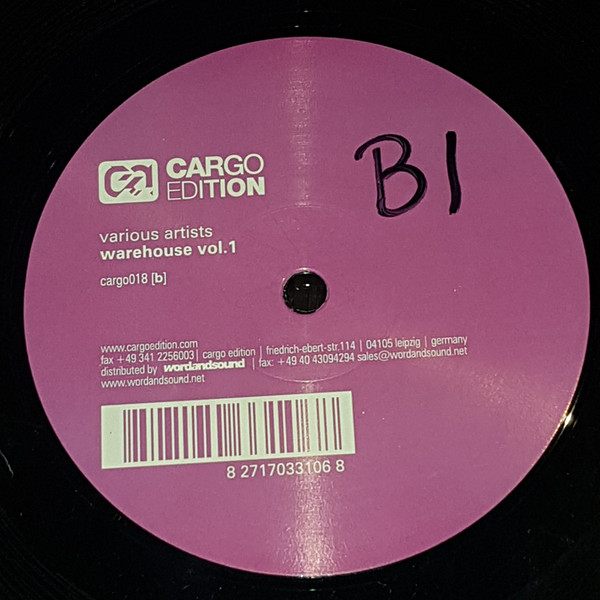 B1
CARGO
EDITION
various artists
warehouse vol.1
cargo018 [b]
www.cargoedition.com
fax +49 341 2256003| cargo edition | friedrich-ebert-str.114 | 04105 leipzig | germany
distributed by wordandsound | fax: +49 40 43094294 sales@wordandsound.net
www.wordandsound.net
8 2717033106 8